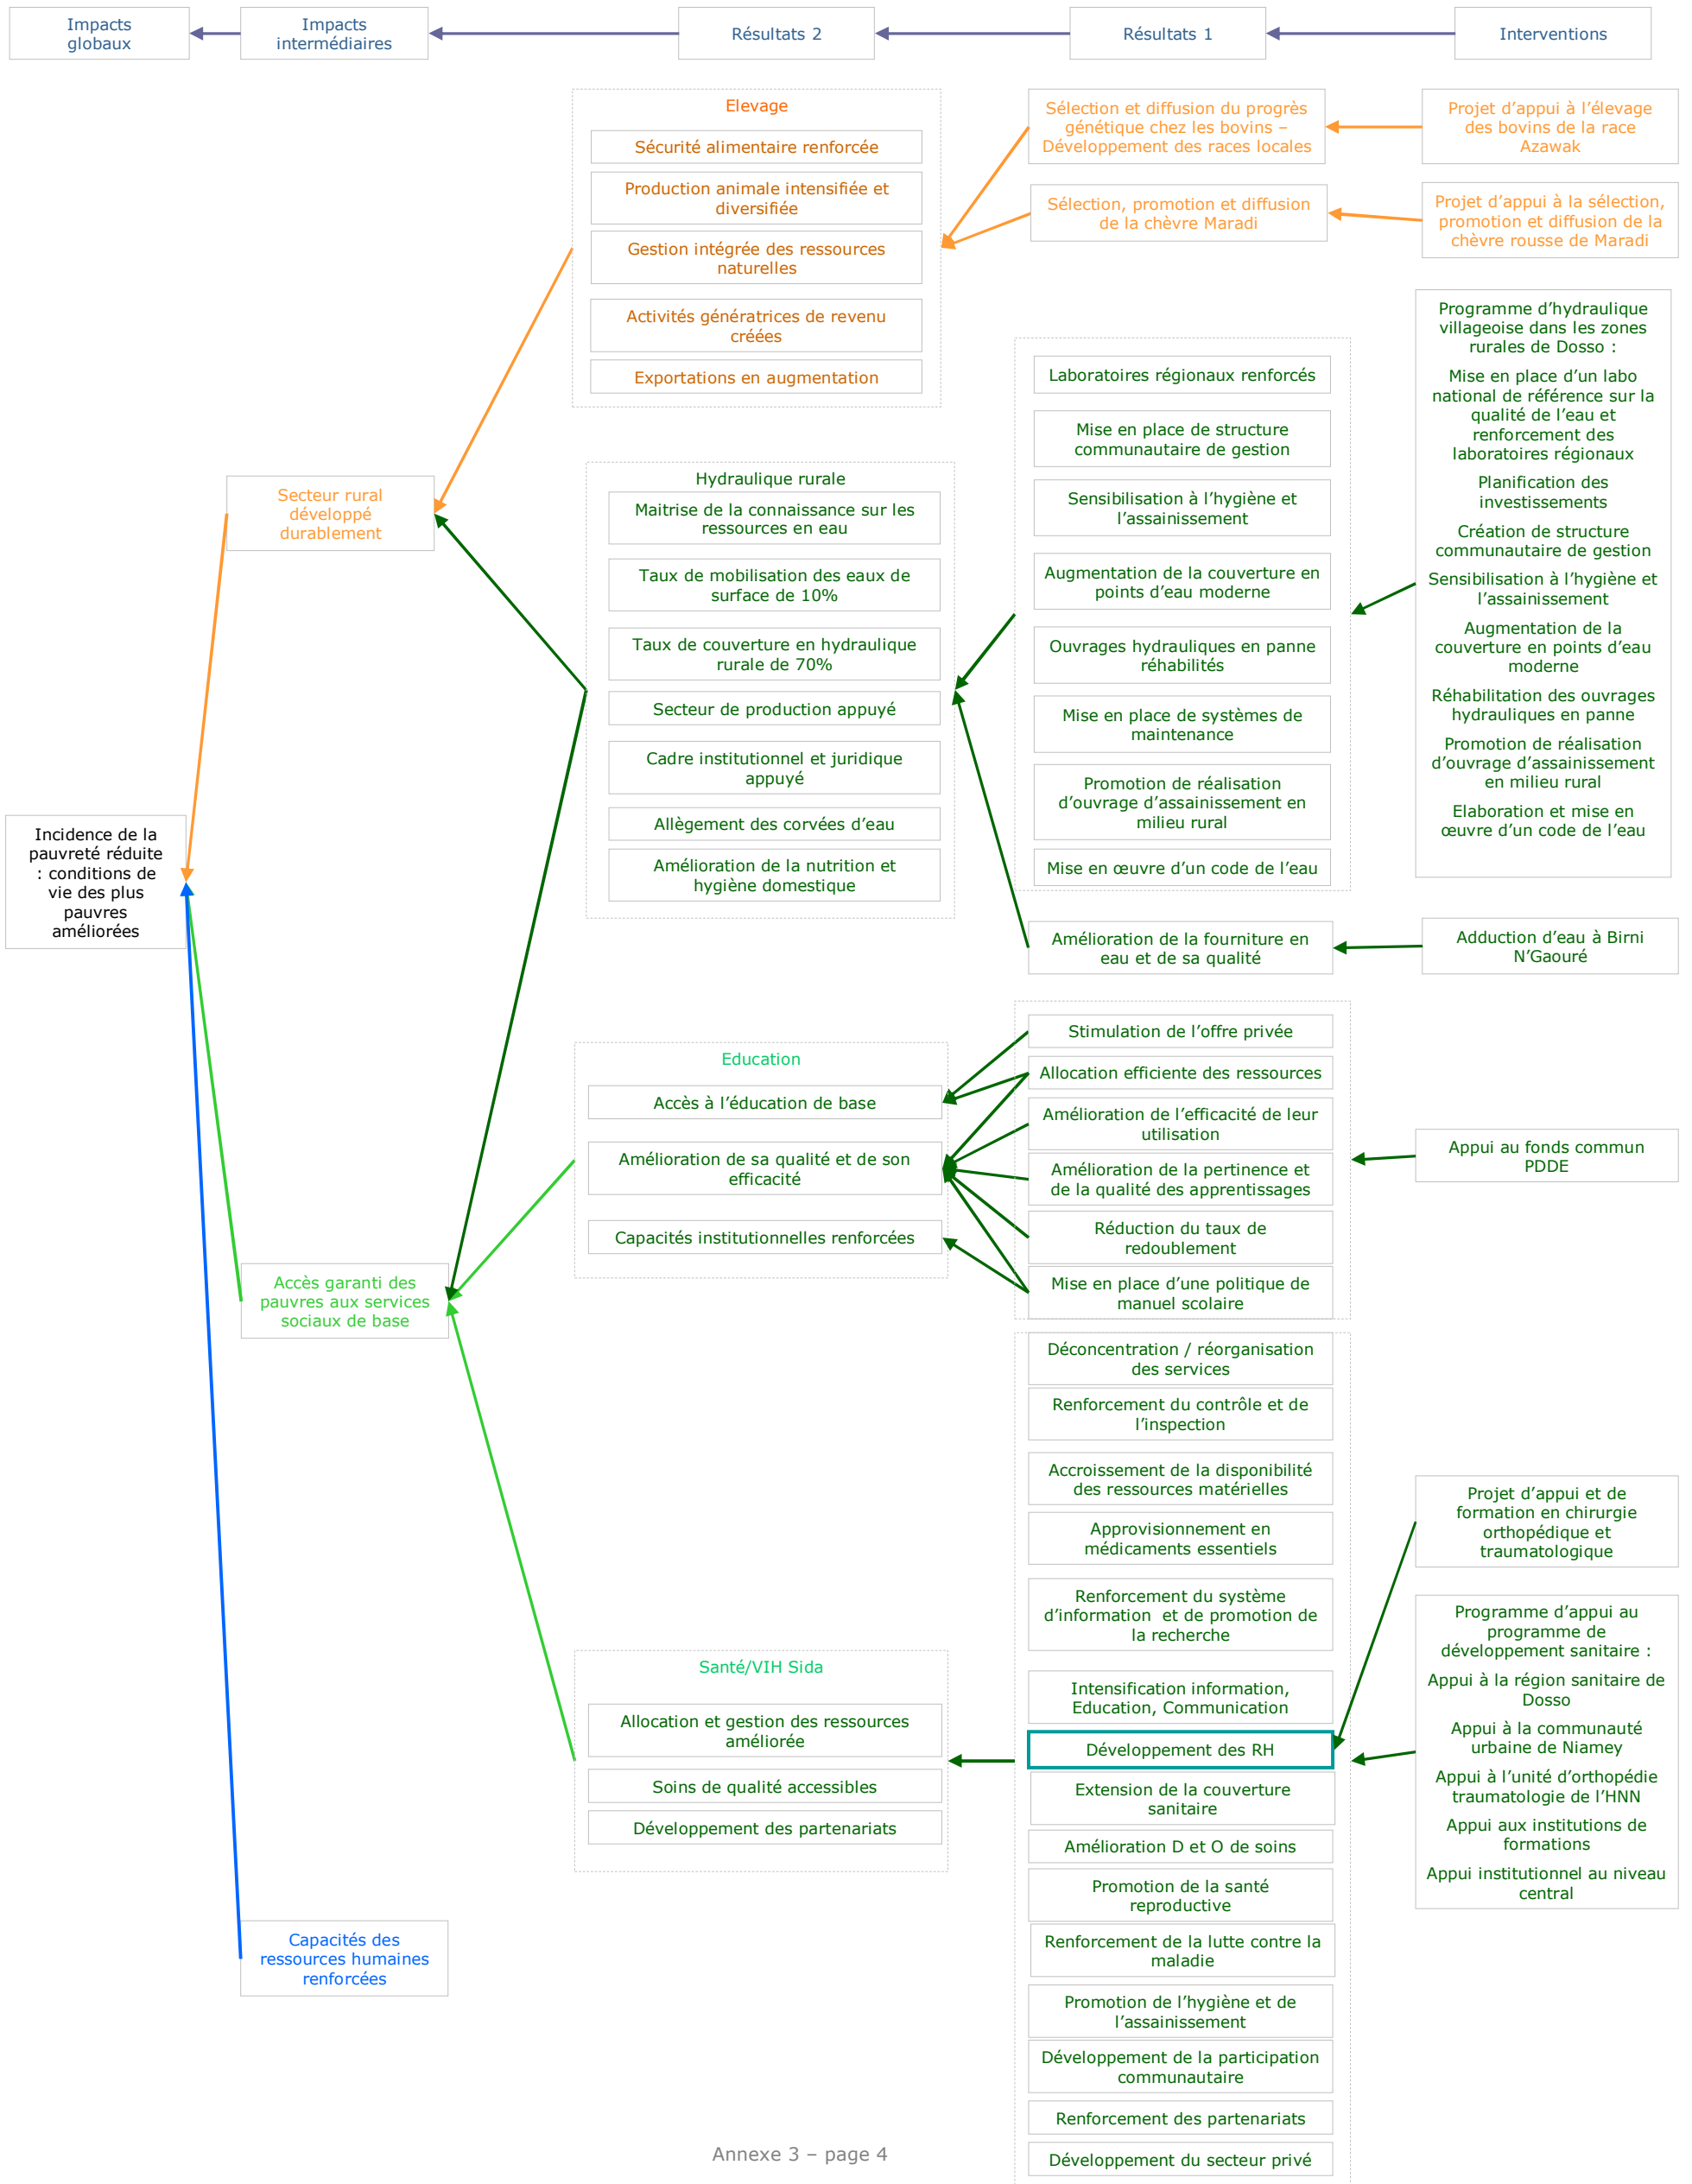 Impacts
globaux
Impacts
intermédiaires
Résultats 2
Résultats 1
Interventions
Elevage
Sécurité alimentaire renforcée
Production animale intensifiée et
diversifiée
Gestion intégrée des ressources
naturelles
Activités génératrices de revenu
créées
Exportations en augmentation
Sélection et diffusion du progrès
génétique chez les bovins –
Développement des races locales
Sélection, promotion et diffusion
de la chèvre Maradi
Projet d’appui à l’élevage
des bovins de la race
Azawak
Projet d’appui à la sélection,
promotion et diffusion de la
chèvre rousse de Maradi
Secteur rural
développé
durablement
Hydraulique rurale
Maitrise de la connaissance sur les
ressources en eau
Taux de mobilisation des eaux de
surface de 10%
Taux de couverture en hydraulique
rurale de 70%
Secteur de production appuyé
Cadre institutionnel et juridique
appuyé
Allègement des corvées d’eau
Amélioration de la nutrition et
hygiène domestique
Laboratoires régionaux renforcés
Mise en place de structure
communautaire de gestion
Sensibilisation à l’hygiène et
l’assainissement
Augmentation de la couverture en
points d’eau moderne
Ouvrages hydrauliques en panne
réhabilités
Mise en place de systèmes de
maintenance
Promotion de réalisation
d’ouvrage d’assainissement en
milieu rural
Mise en œuvre d’un code de l’eau
Amélioration de la fourniture en
eau et de sa qualité
Programme d’hydraulique
villageoise dans les zones
rurales de Dosso :
Mise en place d’un labo
national de référence sur la
qualité de l’eau et
renforcement des
laboratoires régionaux
Planification des
investissements
Création de structure
communautaire de gestion
Sensibilisation à l’hygiène et
l’assainissement
Augmentation de la
couverture en points d’eau
moderne
Réhabilitation des ouvrages
hydrauliques en panne
Promotion de réalisation
d’ouvrage d’assainissement
en milieu rural
Elaboration et mise en
œuvre d’un code de l’eau
Adduction d’eau à Birni
N’Gaouré
Incidence de la
pauvreté réduite
: conditions de
vie des plus
pauvres
améliorées
Education
Accès à l’éducation de base
Amélioration de sa qualité et de son
efficacité
Capacités institutionnelles renforcées
Stimulation de l’offre privée
Allocation efficiente des ressources
Amélioration de l’efficacité de leur
utilisation
Amélioration de la pertinence et
de la qualité des apprentissages
Réduction du taux de
redoublement
Mise en place d’une politique de
manuel scolaire
Appui au fonds commun
PDDE
Accès garanti des
pauvres aux services
sociaux de base
Santé/VIH Sida
Allocation et gestion des ressources
améliorée
Soins de qualité accessibles
Développement des partenariats
Déconcentration / réorganisation
des services
Renforcement du contrôle et de
l’inspection
Accroissement de la disponibilité
des ressources matérielles
Approvisionnement en
médicaments essentiels
Renforcement du système
d’information  et de promotion de
la recherche
Intensification information,
Education, Communication
Développement des RH
Extension de la couverture
sanitaire
Amélioration D et O de soins
Promotion de la santé
reproductive
Renforcement de la lutte contre la
maladie
Promotion de l’hygiène et de
l’assainissement
Développement de la participation
communautaire
Renforcement des partenariats
Développement du secteur privé
Projet d’appui et de
formation en chirurgie
orthopédique et
traumatologique
Programme d’appui au
programme de
développement sanitaire :
Appui à la région sanitaire de
Dosso
Appui à la communauté
urbaine de Niamey
Appui à l’unité d’orthopédie
traumatologie de l’HNN
Appui aux institutions de
formations
Appui institutionnel au niveau
central
Capacités des
ressources humaines
renforcées
Annexe 3 – page 4